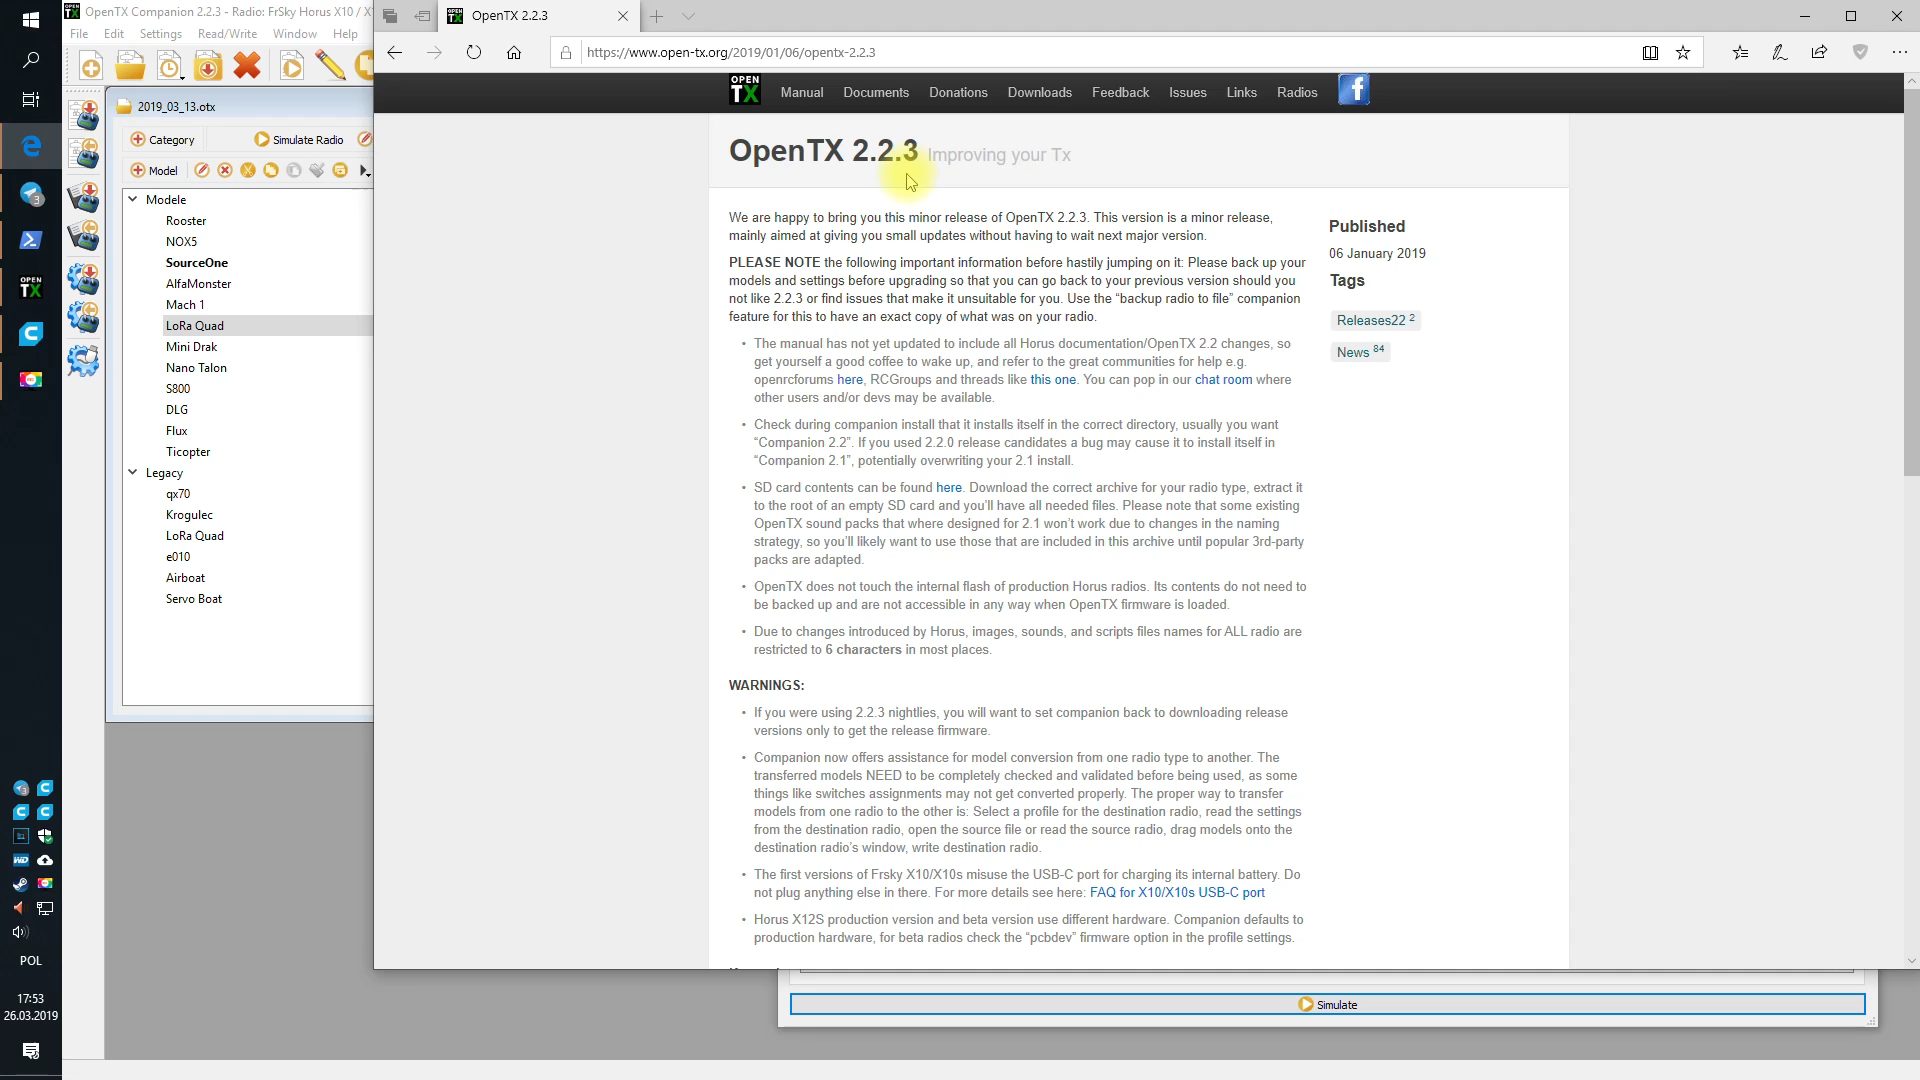 OpenTX Companion 2.2.3 - Radio: FrSky Horus X10 / X
File Edit Settings Read/Write Window Help
2019_03_13.otx
Category Simulate Radio
Model
Modele
Rooster
NOX5
SourceOne
AlfaMonster
Mach 1
LoRa Quad
Mini Drak
Nano Talon
S800
DLG
Flux
Ticopter
Legacy
qx70
Krogulec
LoRa Quad
e010
Airboat
Servo Boat
OPEN
TX
POL
17:53
26.03.2019
OpenTX 2.2.3
https://www.open-tx.org/2019/01/06/opentx-2.2.3
OPEN
TX
Manual Documents Donations Downloads Feedback Issues Links Radios
OpenTX 2.2.3 Improving your Tx
We are happy to bring you this minor release of OpenTX 2.2.3. This version is a minor release,
mainly aimed at giving you small updates without having to wait next major version.
PLEASE NOTE the following important information before hastily jumping on it: Please back up your
models and settings before upgrading so that you can go back to your previous version should you
not like 2.2.3 or find issues that make it unsuitable for you. Use the “backup radio to file” companion
feature for this to have an exact copy of what was on your radio.
• The manual has not yet updated to include all Horus documentation/OpenTX 2.2 changes, so
get yourself a good coffee to wake up, and refer to the great communities for help e.g.
openrcforums here, RCGroups and threads like this one. You can pop in our chat room where
other users and/or devs may be available.
• Check during companion install that it installs itself in the correct directory, usually you want
“Companion 2.2”. If you used 2.2.0 release candidates a bug may cause it to install itself in
“Companion 2.1”, potentially overwriting your 2.1 install.
• SD card contents can be found here. Download the correct archive for your radio type, extract it
to the root of an empty SD card and you’ll have all needed files. Please note that some existing
OpenTX sound packs that where designed for 2.1 won’t work due to changes in the naming
strategy, so you’ll likely want to use those that are included in this archive until popular 3rd-party
packs are adapted.
• OpenTX does not touch the internal flash of production Horus radios. Its contents do not need to
be backed up and are not accessible in any way when OpenTX firmware is loaded.
• Due to changes introduced by Horus, images, sounds, and scripts files names for ALL radio are
restricted to 6 characters in most places.
WARNINGS:
• If you were using 2.2.3 nightlies, you will want to set companion back to downloading release
versions only to get the release firmware.
• Companion now offers assistance for model conversion from one radio type to another. The
transferred models NEED to be completely checked and validated before being used, as some
things like switches assignments may not get converted properly. The proper way to transfer
models from one radio to the other is: Select a profile for the destination radio, read the settings
from the destination radio, open the source file or read the source radio, drag models onto the
destination radio’s window, write destination radio.
• The first versions of Frsky X10/X10s misuse the USB-C port for charging its internal battery. Do
not plug anything else in there. For more details see here: FAQ for X10/X10s USB-C port
• Horus X12S production version and beta version use different hardware. Companion defaults to
production hardware, for beta radios check the “pcbdev” firmware option in the profile settings.
Published
06 January 2019
Tags
Releases22 2
News 84
Simulate